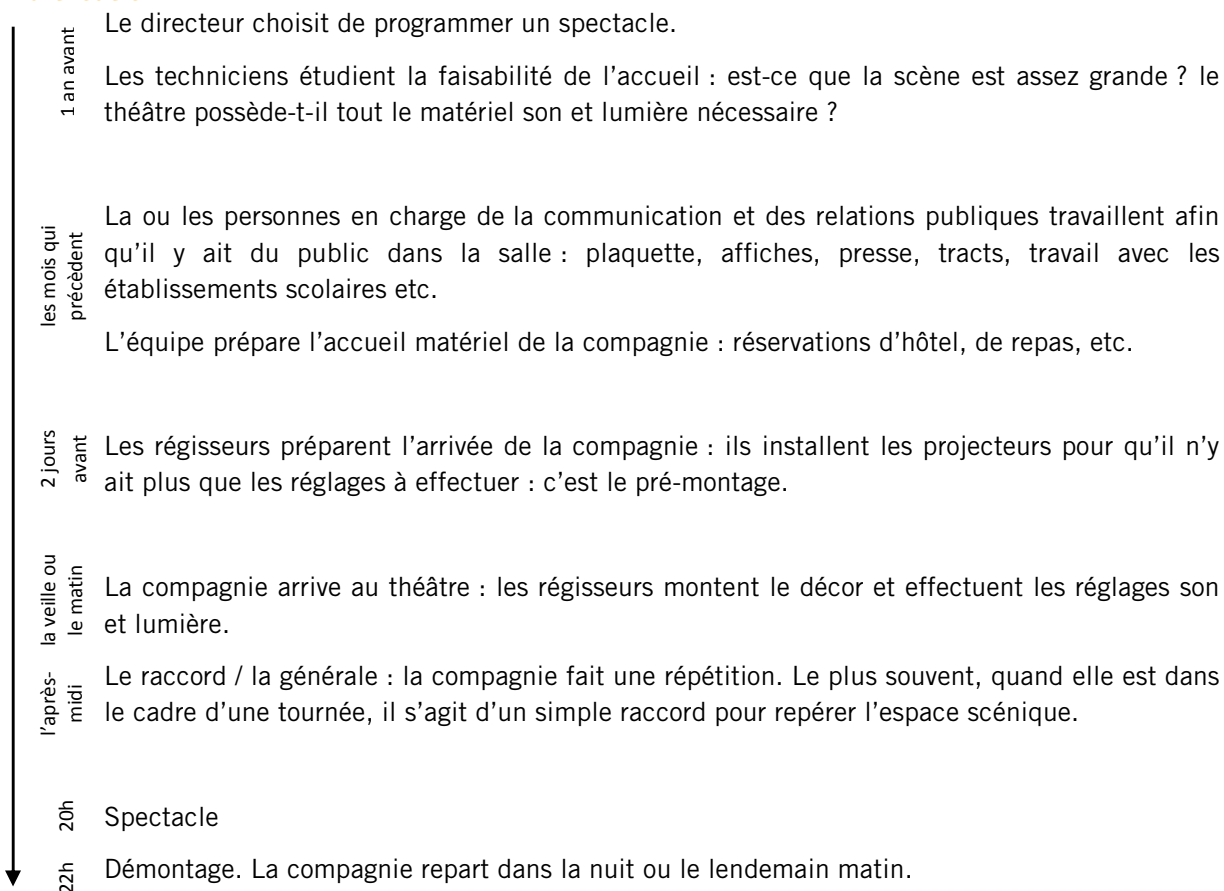 1 an avant
Le directeur choisit de programmer un spectacle.
Les techniciens étudient la faisabilité de l’accueil : est-ce que la scène est assez grande ? le
théâtre possède-t-il tout le matériel son et lumière nécessaire ?
les mois qui
précèdent
La ou les personnes en charge de la communication et des relations publiques travaillent afin
qu’il y ait du public dans la salle : plaquette, affiches, presse, tracts, travail avec les
établissements scolaires etc.
L’équipe prépare l’accueil matériel de la compagnie : réservations d’hôtel, de repas, etc.
2 jours
avant
Les régisseurs préparent l’arrivée de la compagnie : ils installent les projecteurs pour qu’il n’y
ait plus que les réglages à effectuer : c’est le pré-montage.
la veille ou
le matin
La compagnie arrive au théâtre : les régisseurs montent le décor et effectuent les réglages son
et lumière.
l’après-
midi
Le raccord / la générale : la compagnie fait une répétition. Le plus souvent, quand elle est dans
le cadre d’une tournée, il s’agit d’un simple raccord pour repérer l’espace scénique.
20h
Spectacle
22h
Démontage. La compagnie repart dans la nuit ou le lendemain matin.